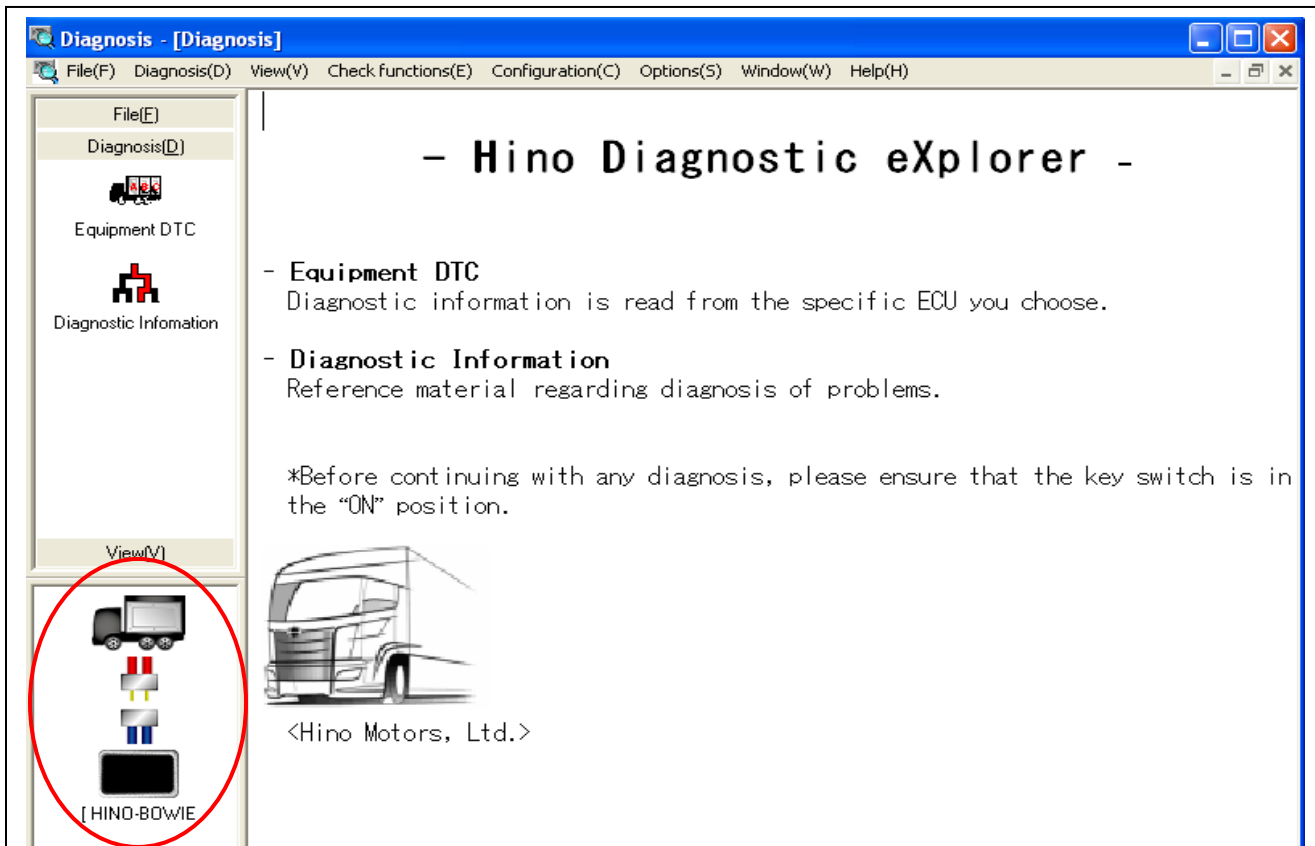 Diagnosis - [Diagnosis]
File(F) Diagnosis(D) View(V) Check functions(E) Configuration(C) Options(S) Window(W) Help(H)
File(F)
Diagnosis(D)
ABC
Equipment DTC
Diagnostic Infomation
View(V)
[ HINO-BOWIE
- Hino Diagnostic eXplorer -
- Equipment DTC
Diagnostic information is read from the specific ECU you choose.
- Diagnostic Information
Reference material regarding diagnosis of problems.
*Before continuing with any diagnosis, please ensure that the key switch is in
the “ON” position.
<Hino Motors, Ltd.>